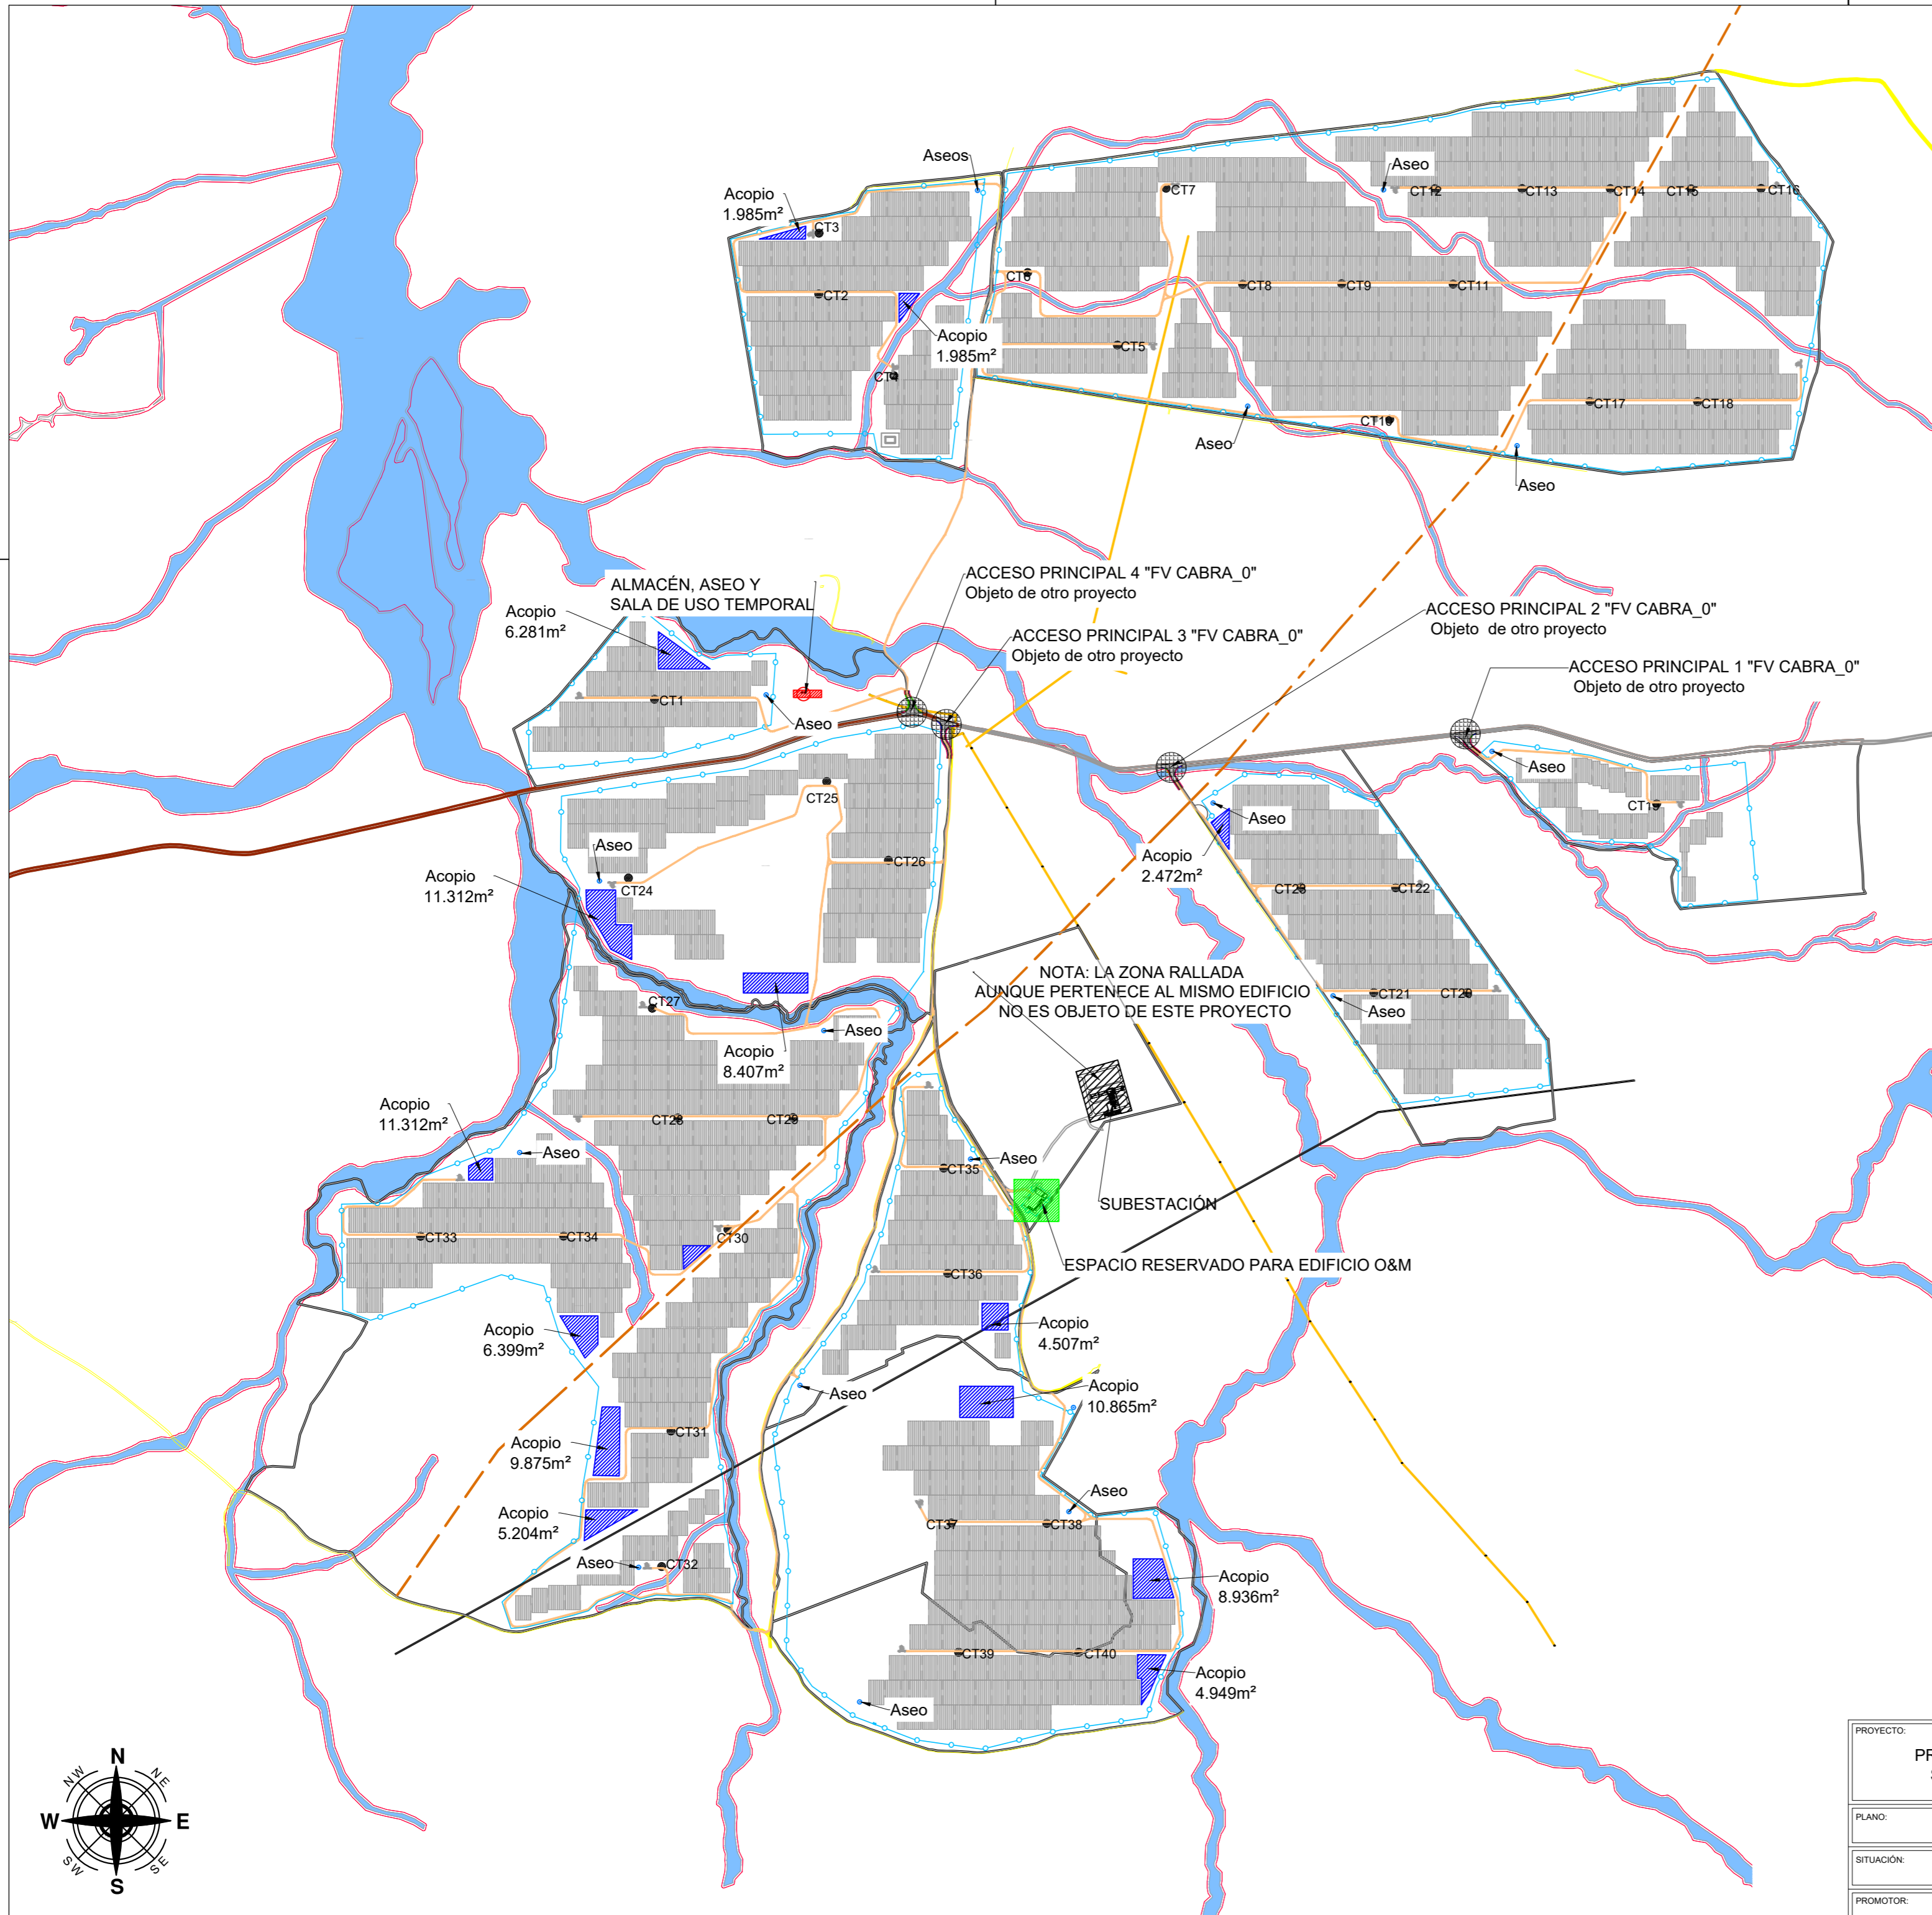 Aseos
Acopio
1.985m²
CT3
CT2
Acopio
1.985m²
CT4
CT7
CT6
CT5
CT8
CT9
CT11
Aseo
CT12
CT13
CT14
CT15
CT16
CT17
CT18
CT10
Aseo
Aseo
ALMACÉN, ASEO Y
SALA DE USO TEMPORAL
Acopio
6.281m²
CT1
Aseo
ACCESO PRINCIPAL 4 "FV CABRA_0"
Objeto de otro proyecto
ACCESO PRINCIPAL 3 "FV CABRA_0"
Objeto de otro proyecto
ACCESO PRINCIPAL 2 "FV CABRA_0"
Objeto de otro proyecto
ACCESO PRINCIPAL 1 "FV CABRA_0"
Objeto de otro proyecto
Aseo
CT19
Aseo
Acopio
2.472m²
CT23
CT22
CT21
CT20
Aseo
CT25
CT26
Aseo
CT24
Acopio
11.312m²
NOTA: LA ZONA RALLADA
AUNQUE PERTENECE AL MISMO EDIFICIO
NO ES OBJETO DE ESTE PROYECTO
CT27
Aseo
Acopio
8.407m²
Acopio
11.312m²
Aseo
CT28
CT29
CT35
Aseo
SUBESTACIÓN
ESPACIO RESERVADO PARA EDIFICIO O&M
CT33
CT34
CT30
CT36
Acopio
6.399m²
Acopio
4.507m²
Aseo
Acopio
10.865m²
CT31
Acopio
9.875m²
Acopio
5.204m²
Aseo
CT32
Aseo
CT37
CT38
Acopio
8.936m²
CT39
CT40
Acopio
4.949m²
Aseo
N
NE
E
SE
S
SW
W
NW
PROYECTO:
PLANO:
SITUACIÓN:
PROMOTOR: